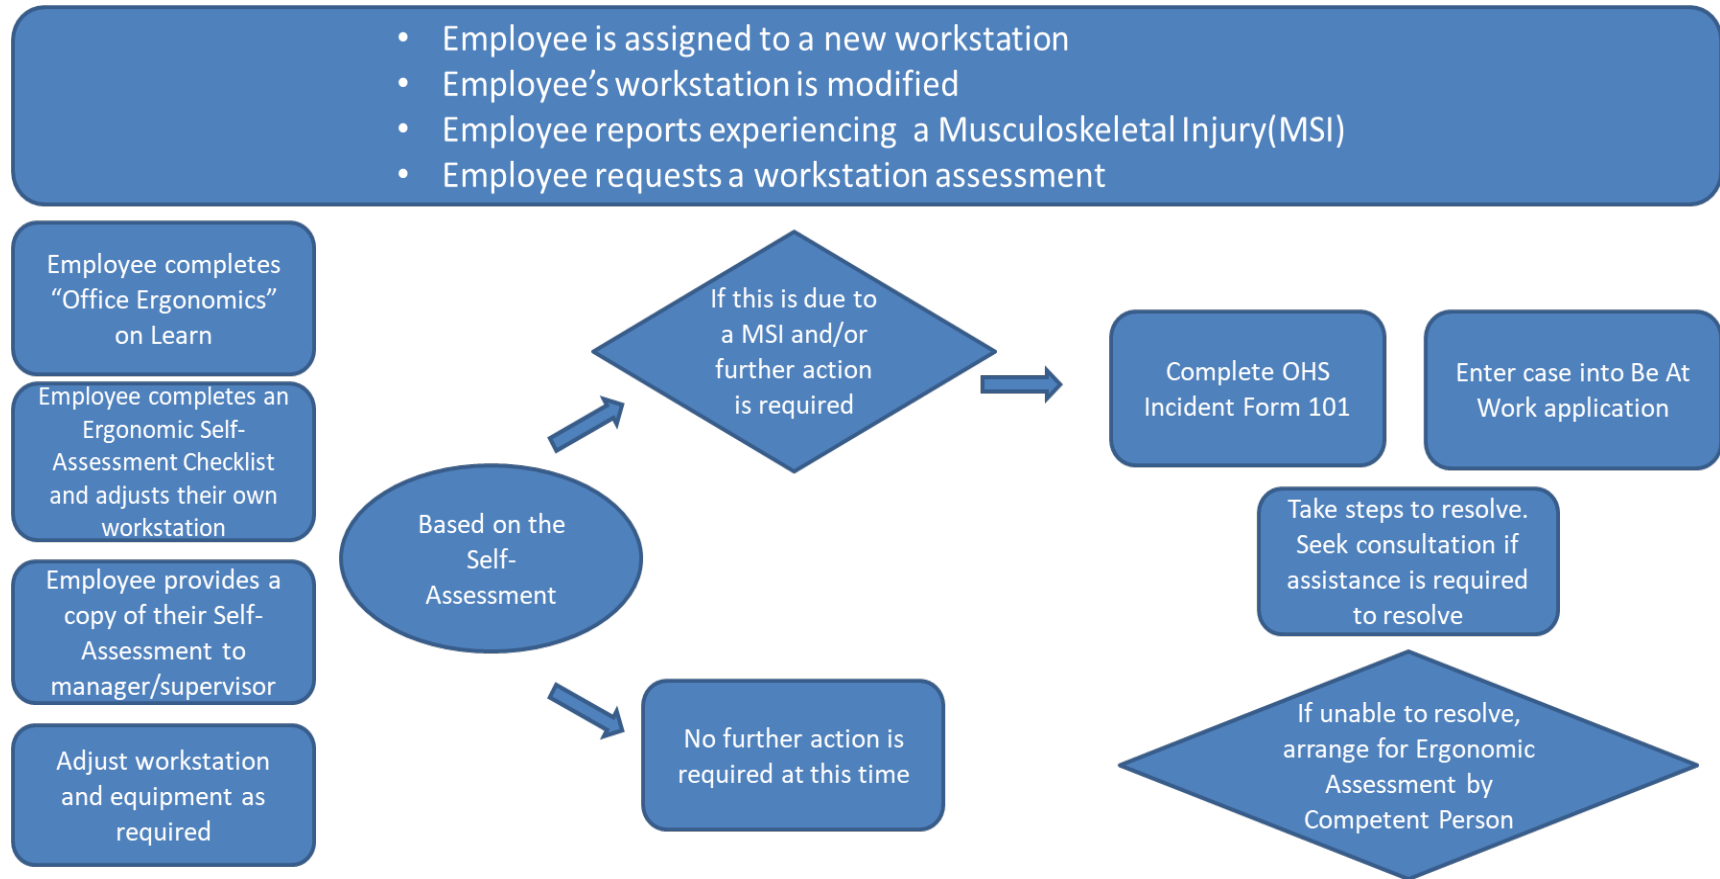 • Employee is assigned to a new workstation
• Employee’s workstation is modified
• Employee reports experiencing  a Musculoskeletal Injury(MSI)
• Employee requests a workstation assessment
Employee completes
“Office Ergonomics”
on Learn
Employee completes an
Ergonomic Self-
Assessment Checklist
and adjusts their own
workstation
Employee provides a
copy of their Self-
Assessment to
manager/supervisor
Adjust workstation
and equipment as
required
Based on the
Self-
Assessment
If this is due to
a MSI and/or
further action
is required
No further action is
required at this time
Complete OHS
Incident Form 101
Enter case into Be At
Work application
Take steps to resolve.
Seek consultation if
assistance is required
to resolve
If unable to resolve,
arrange for Ergonomic
Assessment by
Competent Person